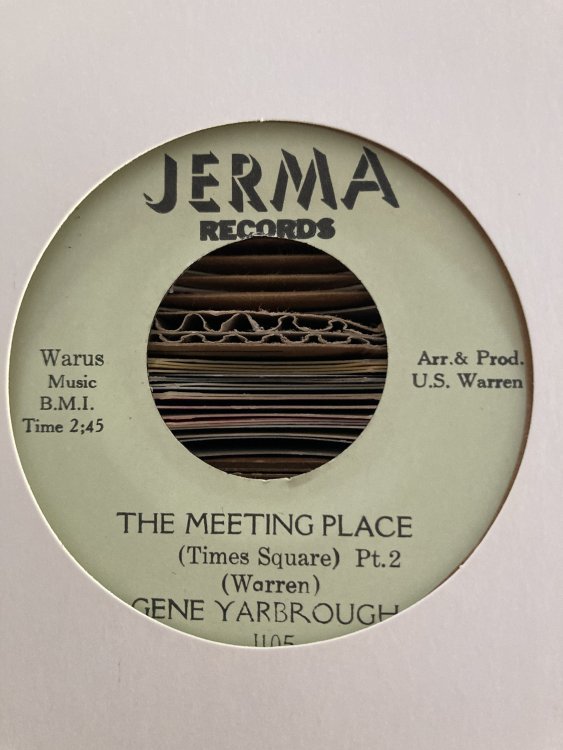 JERMA
RECORDS
Warus
Music
B.M.I.
Time 2;45
Arr.& Prod.
U.S. Warren
THE MEETING PLACE
(Times Square) Pt.2
(Warren)
GENE YARBROUGH
1105